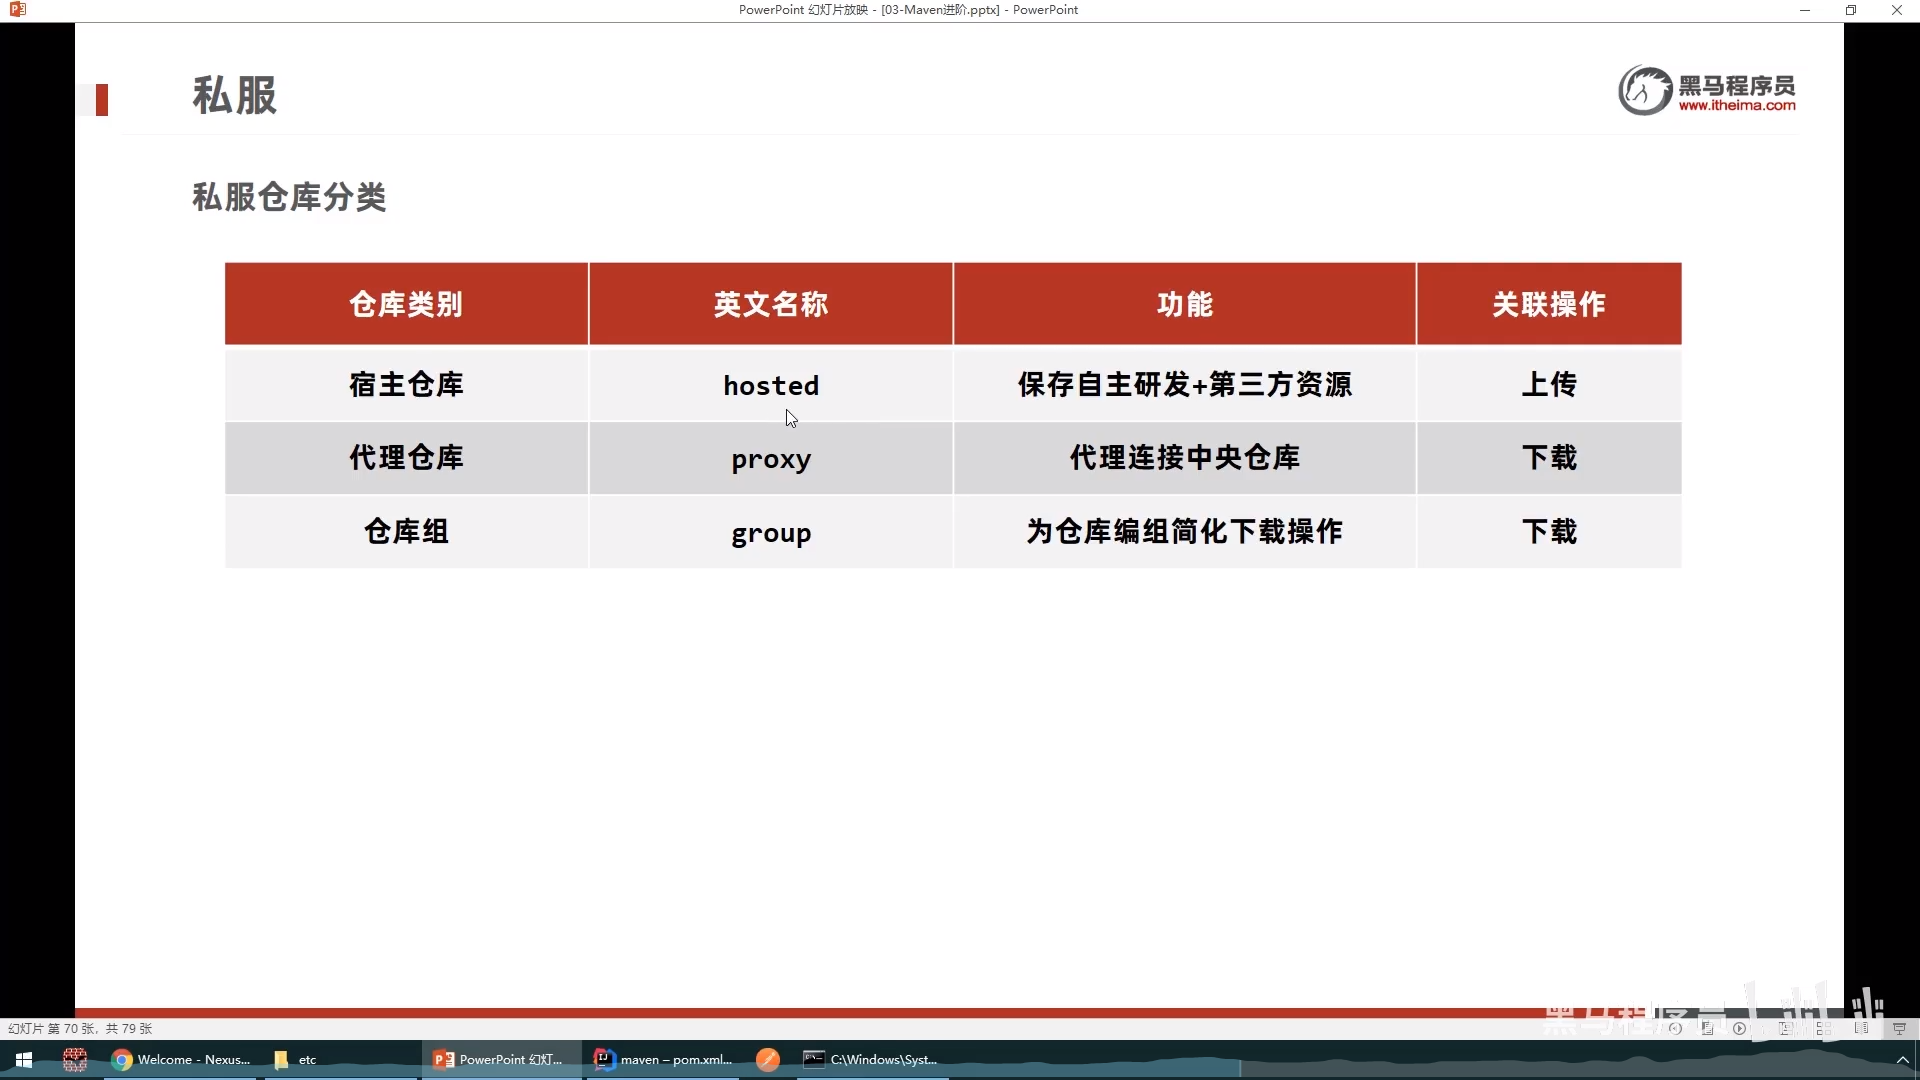 PowerPoint 幻灯片放映 - [03-Maven进阶.pptx] - PowerPoint
私服
黑马程序员
www.itheima.com
私服仓库分类
仓库类别 英文名称 功能 关联操作
宿主仓库 hosted 保存自主研发+第三方资源 上传
代理仓库 proxy 代理连接中央仓库 下载
仓库组 group 为仓库编组简化下载操作 下载
黑马程序员
幻灯片 第 70 张，共 79 张
Welcome - Nexus... etc PowerPoint 幻灯... maven – pom.xml... C:\Windows\Syst...